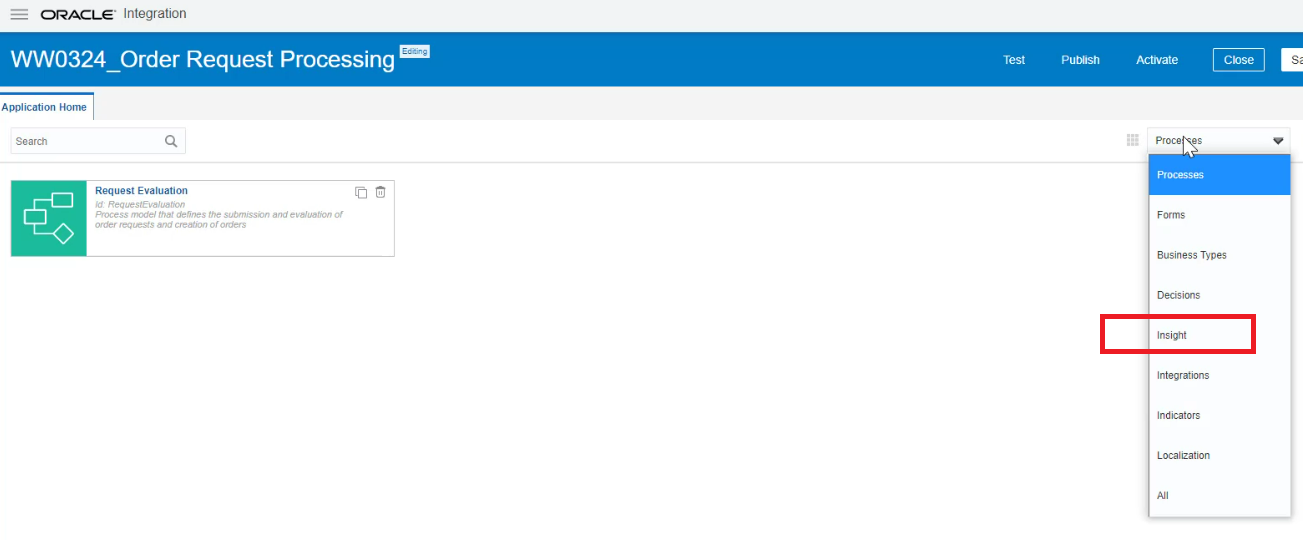 ORACLE Integration
WW0324_Order Request Processing Editing
Test Publish Activate Close Sa
Application Home
Search
Processes
Request Evaluation
Id: RequestEvaluation
Process model that defines the submission and evaluation of
order requests and creation of orders
Processes
Forms
Business Types
Decisions
Insight
Integrations
Indicators
Localization
All